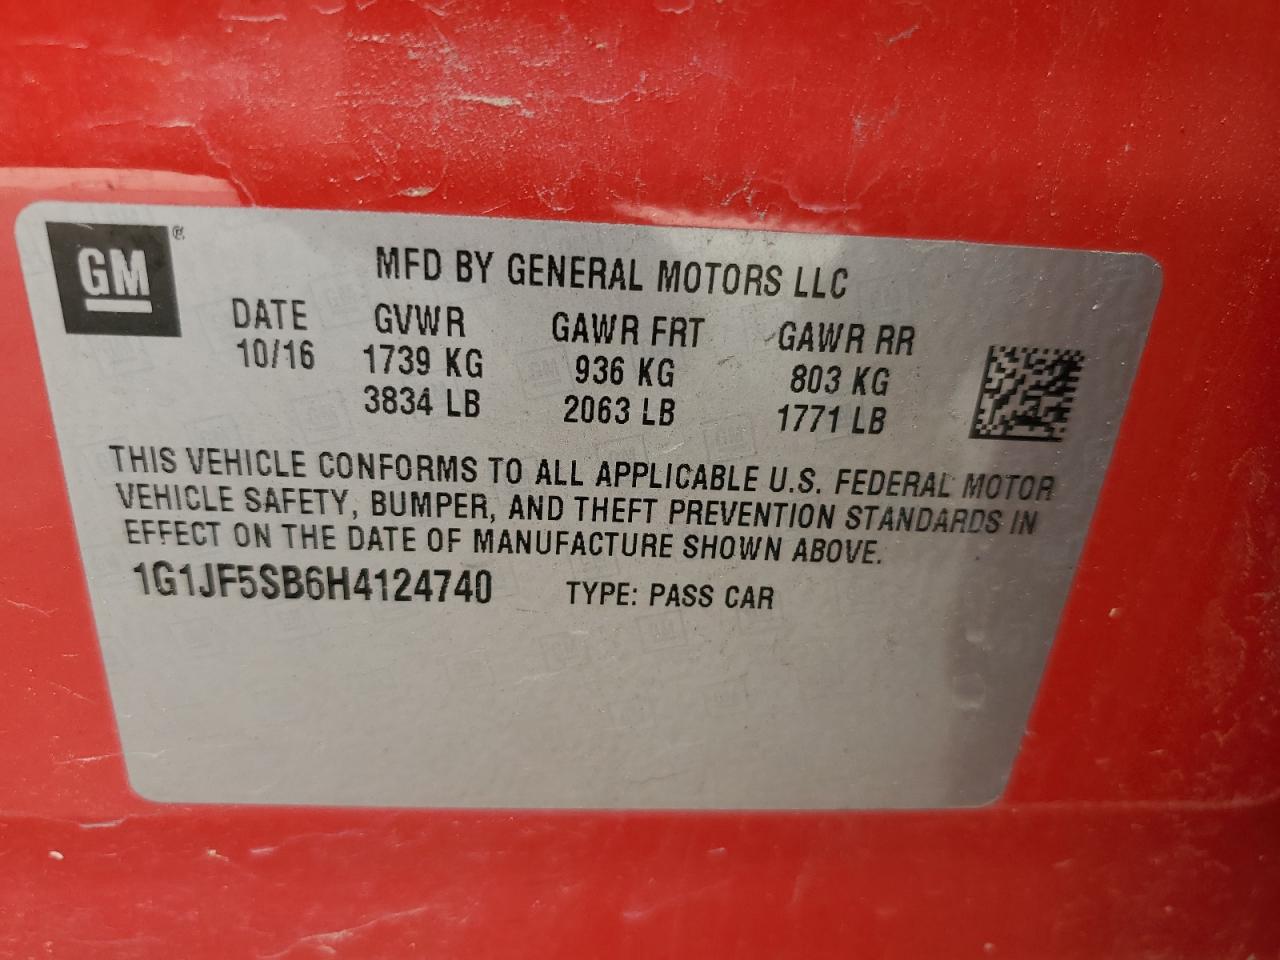 GM ®
MFD BY GENERAL MOTORS LLC
DATE GVWR GAWR FRT GAWR RR
10/16 1739 KG 936 KG 803 KG
3834 LB 2063 LB 1771 LB
THIS VEHICLE CONFORMS TO ALL APPLICABLE U.S. FEDERAL MOTOR
VEHICLE SAFETY, BUMPER, AND THEFT PREVENTION STANDARDS IN
EFFECT ON THE DATE OF MANUFACTURE SHOWN ABOVE.
1G1JF5SB6H4124740 TYPE: PASS CAR